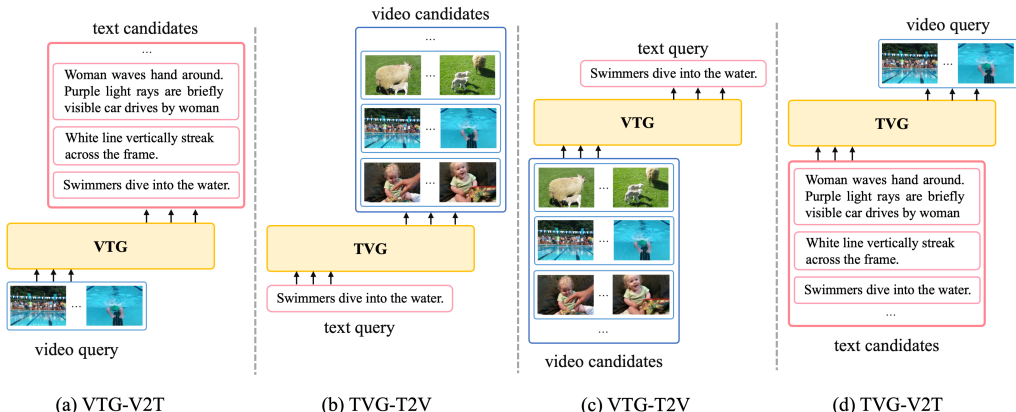 text candidates
...
Woman waves hand around.
Purple light rays are briefly
visible car drives by woman
White line vertically streak
across the frame.
Swimmers dive into the water.
VTG
...
video query
(a) VTG-V2T
video candidates
...
...
...
...
TVG
Swimmers dive into the water.
text query
(b) TVG-T2V
text query
Swimmers dive into the water.
VTG
...
...
...
...
video candidates
(c) VTG-T2V
video query
...
TVG
Woman waves hand around.
Purple light rays are briefly
visible car drives by woman
White line vertically streak
across the frame.
Swimmers dive into the water.
...
text candidates
(d) TVG-V2T